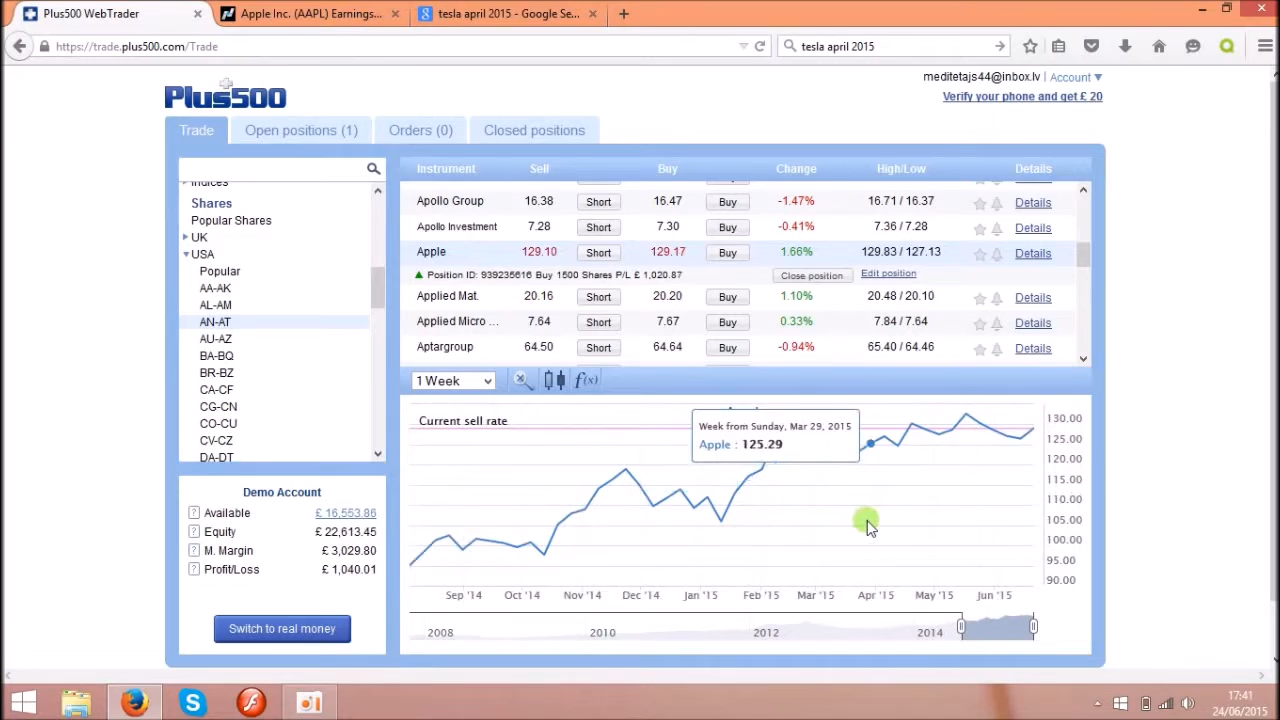 Plus500 WebTrader
Apple Inc. (AAPL) Earnings...
tesla april 2015 - Google Se...
https://trade.plus500.com/Trade
tesla april 2015
Plus500
meditetajs44@inbox.lv | Account
Verify your phone and get £ 20
Trade Open positions (1) Orders (0) Closed positions
Indices
Shares
Popular Shares
UK
USA
Popular
AA-AK
AL-AM
AN-AT
AU-AZ
BA-BQ
BR-BZ
CA-CF
CG-CN
CO-CU
CV-CZ
DA-DT
Instrument Sell Buy Change High/Low Details
Apollo Group 16.38 Short 16.47 Buy -1.47% 16.71 / 16.37 Details
Apollo Investment 7.28 Short 7.30 Buy -0.41% 7.36 / 7.28 Details
Apple 129.10 Short 129.17 Buy 1.66% 129.83 / 127.13 Details
Position ID: 939235616 Buy 1500 Shares P/L £ 1,020.87 Close position Edit position
Applied Mat. 20.16 Short 20.20 Buy 1.10% 20.48 / 20.10 Details
Applied Micro ... 7.64 Short 7.67 Buy 0.33% 7.84 / 7.64 Details
Aptargroup 64.50 Short 64.64 Buy -0.94% 65.40 / 64.46 Details
1 Week f(x)
Current sell rate
Week from Sunday, Mar 29, 2015
Apple : 125.29
130.00
125.00
120.00
115.00
110.00
105.00
100.00
95.00
90.00
Sep '14 Oct '14 Nov '14 Dec '14 Jan '15 Feb '15 Mar '15 Apr '15 May '15 Jun '15
2008 2010 2012 2014
Demo Account
? Available £ 16,553.86
? Equity £ 22,613.45
? M. Margin £ 3,029.80
? Profit/Loss £ 1,040.01
Switch to real money
17:41
24/06/2015